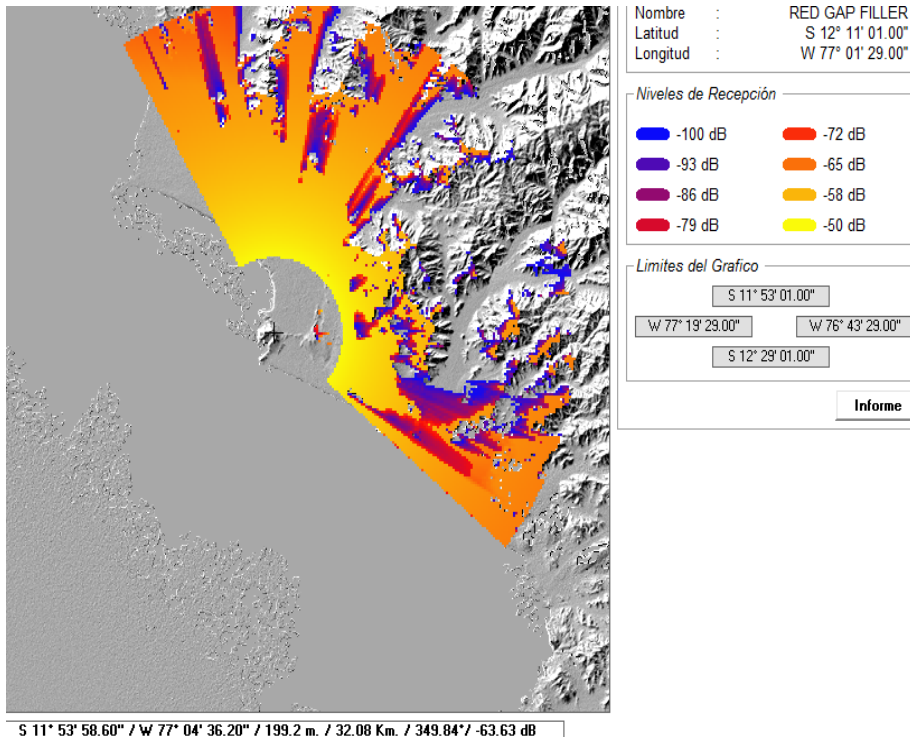 Nombre : RED GAP FILLER
Latitud : S 12° 11' 01.00"
Longitud : W 77° 01' 29.00"
Niveles de Recepción
-100 dB -72 dB
-93 dB -65 dB
-86 dB -58 dB
-79 dB -50 dB
Limites del Grafico
S 11° 53' 01.00"
W 77° 19' 29.00" W 76° 43' 29.00"
S 12° 29' 01.00"
Informe
S 11° 53' 58.60" / W 77° 04' 36.20" / 199.2 m. / 32.08 Km. / 349.84°/ -63.63 dB